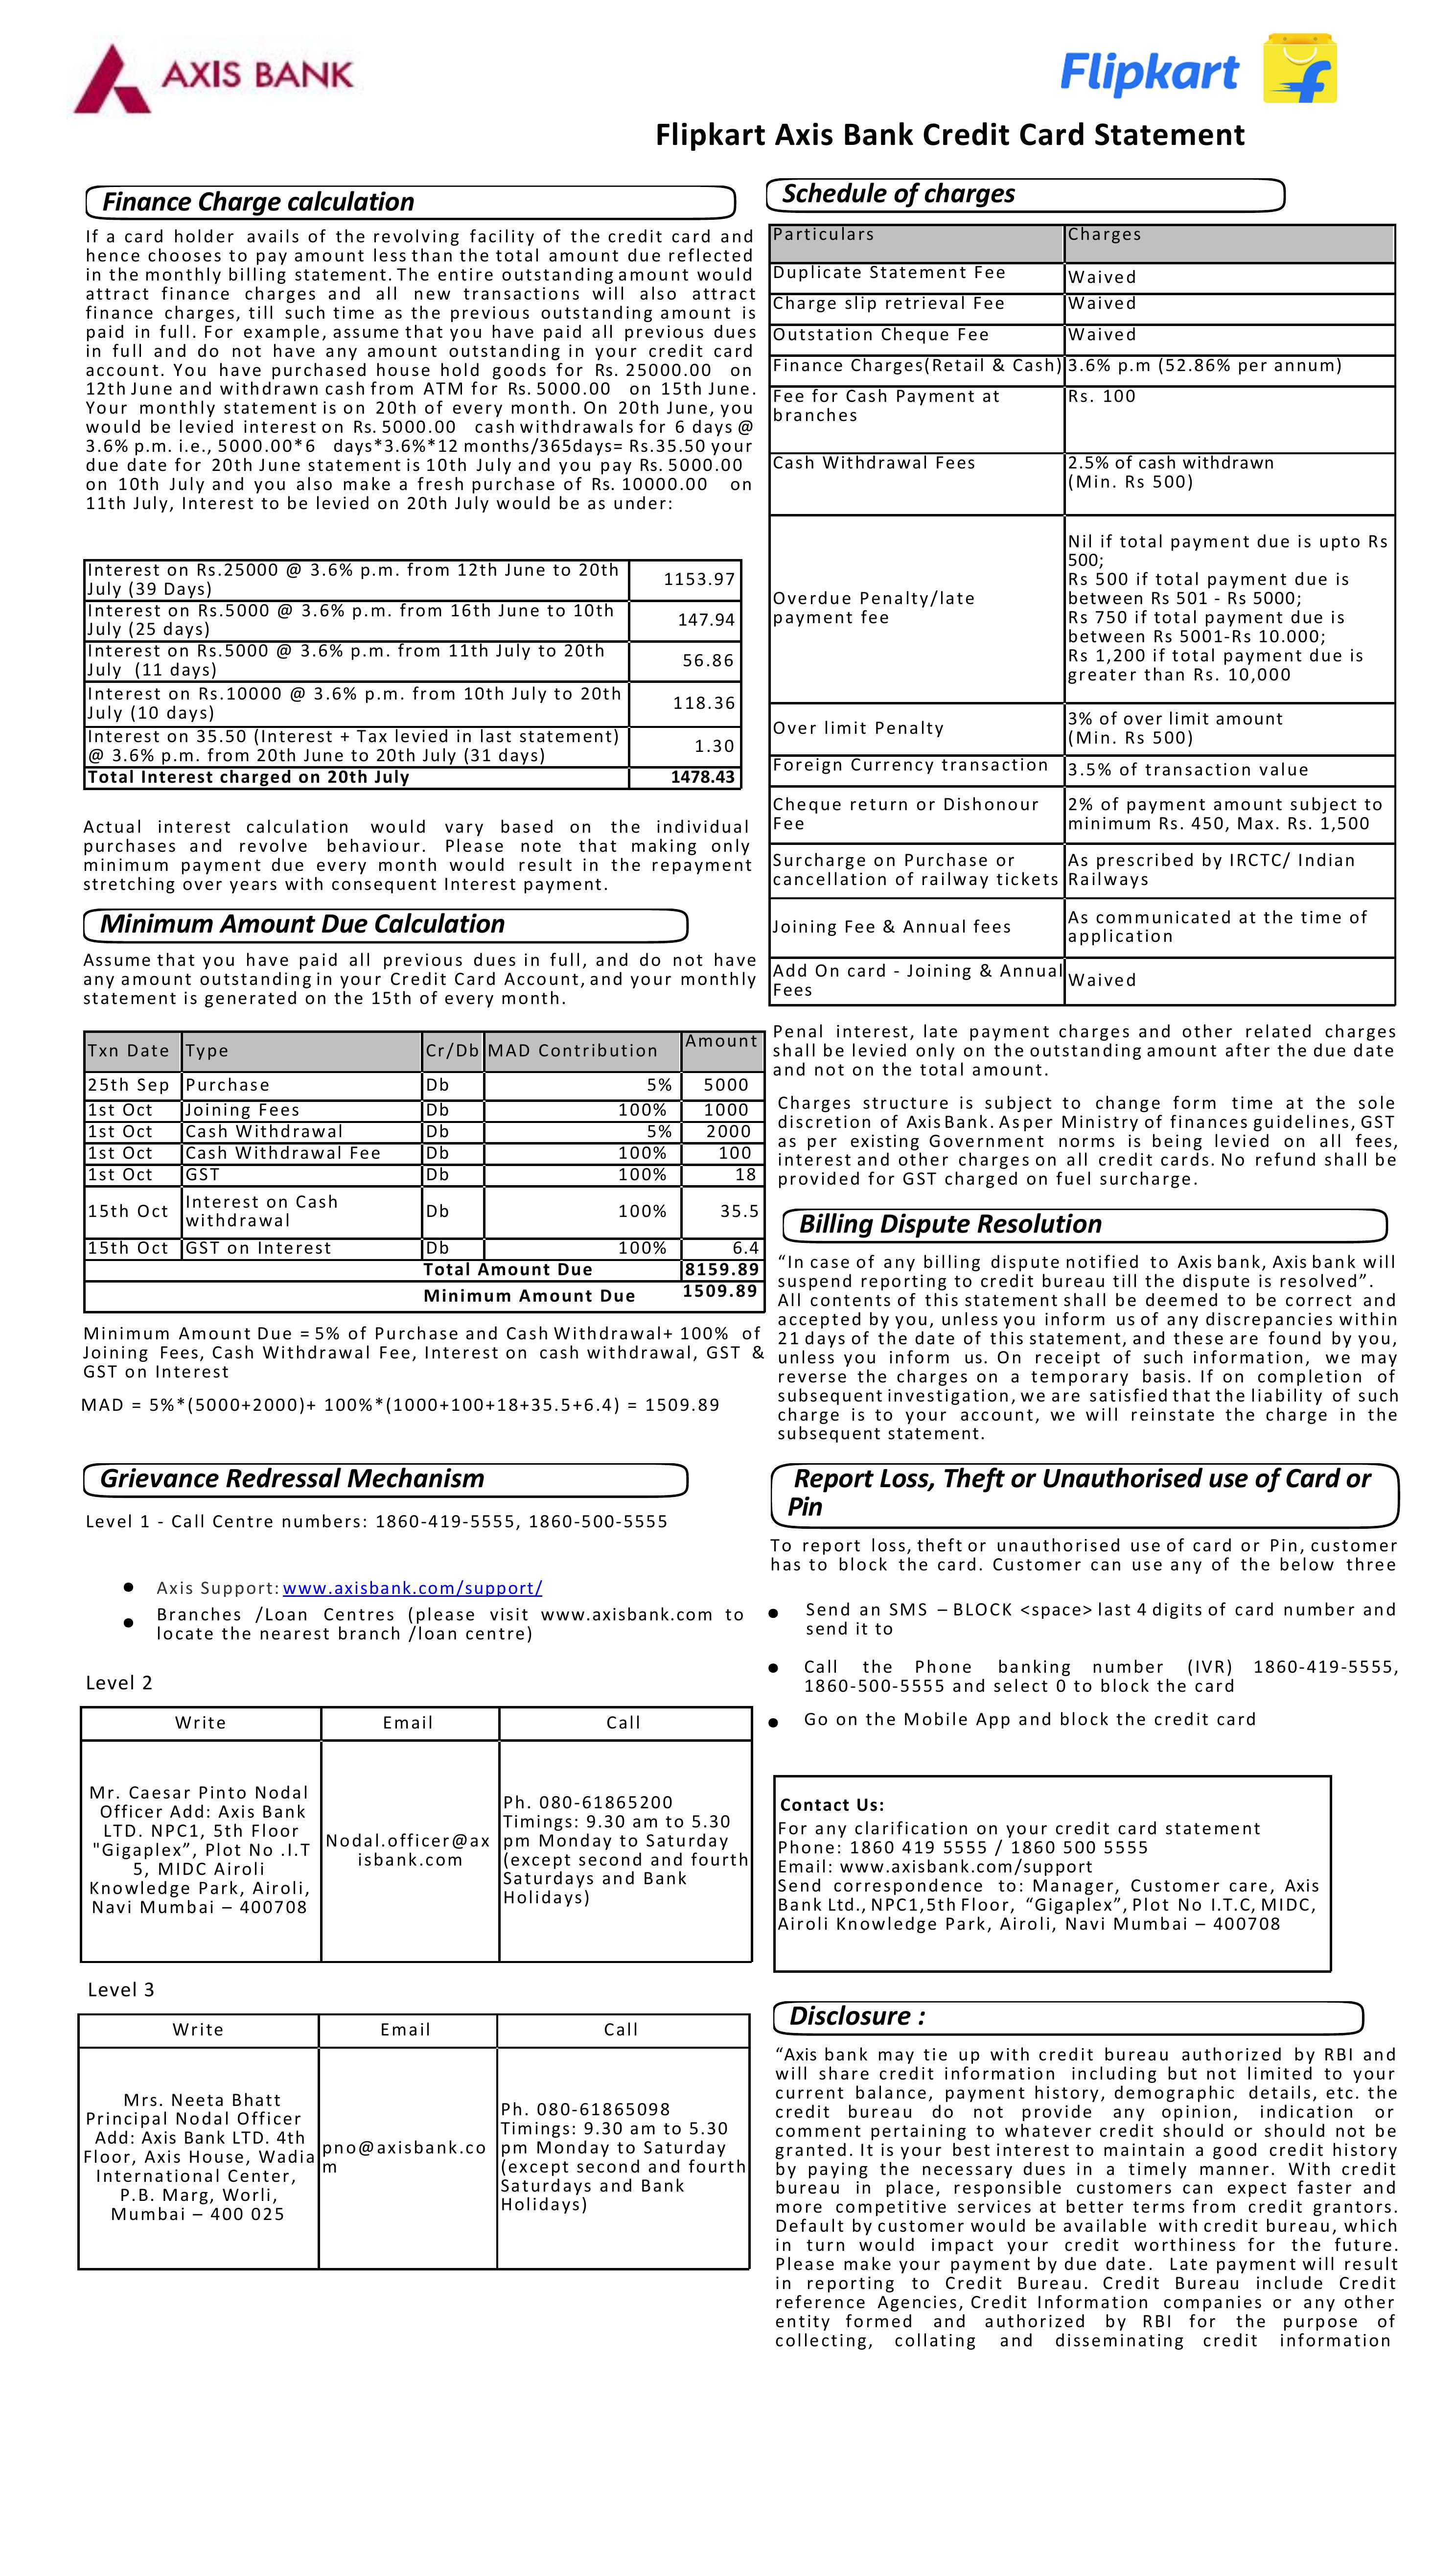 AXIS BANK
Flipkart
Flipkart Axis Bank Credit Card Statement
Finance Charge calculation
If a card holder avails of the revolving facility of the credit card and
hence chooses to pay amount less than the total amount due reflected
in the monthly billing statement. The entire outstanding amount would
attract finance charges and all new transactions will also attract
finance charges, till such time as the previous outstanding amount is
paid in full. For example, assume that you have paid all previous dues
in full and do not have any amount outstanding in your credit card
account. You have purchased house hold goods for Rs. 25000.00 on
12th June and withdrawn cash from ATM for Rs. 5000.00 on 15th June.
Your monthly statement is on 20th of every month. On 20th June, you
would be levied interest on Rs. 5000.00 cash withdrawals for 6 days @
3.6% p.m. i.e., 5000.00*6 days*3.6%*12 months/365days= Rs.35.50 your
due date for 20th June statement is 10th July and you pay Rs. 5000.00
on 10th July and you also make a fresh purchase of Rs. 10000.00 on
11th July, Interest to be levied on 20th July would be as under:
Interest on Rs.25000 @ 3.6% p.m. from 12th June to 20th
July (39 Days) 1153.97
Interest on Rs.5000 @ 3.6% p.m. from 16th June to 10th
July (25 days) 147.94
Interest on Rs.5000 @ 3.6% p.m. from 11th July to 20th
July (11 days) 56.86
Interest on Rs.10000 @ 3.6% p.m. from 10th July to 20th
July (10 days) 118.36
Interest on 35.50 (Interest + Tax levied in last statement)
@ 3.6% p.m. from 20th June to 20th July (31 days) 1.30
Total Interest charged on 20th July 1478.43
Actual interest calculation would vary based on the individual
purchases and revolve behaviour. Please note that making only
minimum payment due every month would result in the repayment
stretching over years with consequent Interest payment.
Minimum Amount Due Calculation
Assume that you have paid all previous dues in full, and do not have
any amount outstanding in your Credit Card Account, and your monthly
statement is generated on the 15th of every month.
Txn Date Type Cr/Db MAD Contribution Amount
25th Sep Purchase Db 5% 5000
1st Oct Joining Fees Db 100% 1000
1st Oct Cash Withdrawal Db 5% 2000
1st Oct Cash Withdrawal Fee Db 100% 100
1st Oct GST Db 100% 18
15th Oct Interest on Cash
withdrawal Db 100% 35.5
15th Oct GST on Interest Db 100% 6.4
Total Amount Due 8159.89
Minimum Amount Due 1509.89
Minimum Amount Due = 5% of Purchase and Cash Withdrawal+ 100% of
Joining Fees, Cash Withdrawal Fee, Interest on cash withdrawal, GST &
GST on Interest
MAD = 5%*(5000+2000)+ 100%*(1000+100+18+35.5+6.4) = 1509.89
Grievance Redressal Mechanism
Level 1 - Call Centre numbers: 1860-419-5555, 1860-500-5555
• Axis Support: www.axisbank.com/support/
• Branches /Loan Centres (please visit www.axisbank.com to
locate the nearest branch /loan centre)
Level 2
Write Email Call
Mr. Caesar Pinto Nodal
Officer Add: Axis Bank
LTD. NPC1, 5th Floor
"Gigaplex”, Plot No .I.T
5, MIDC Airoli
Knowledge Park, Airoli,
Navi Mumbai – 400708
Nodal.officer@ax
isbank.com
Ph. 080-61865200
Timings: 9.30 am to 5.30
pm Monday to Saturday
(except second and fourth
Saturdays and Bank
Holidays)
Level 3
Write Email Call
Mrs. Neeta Bhatt
Principal Nodal Officer
Add: Axis Bank LTD. 4th
Floor, Axis House, Wadia
International Center,
P.B. Marg, Worli,
Mumbai – 400 025
pno@axisbank.co
m
Ph. 080-61865098
Timings: 9.30 am to 5.30
pm Monday to Saturday
(except second and fourth
Saturdays and Bank
Holidays)
Schedule of charges
Particulars Charges
Duplicate Statement Fee Waived
Charge slip retrieval Fee Waived
Outstation Cheque Fee Waived
Finance Charges(Retail & Cash) 3.6% p.m (52.86% per annum)
Fee for Cash Payment at
branches
Rs. 100
Cash Withdrawal Fees
2.5% of cash withdrawn
(Min. Rs 500)
Overdue Penalty/late
payment fee
Nil if total payment due is upto Rs
500;
Rs 500 if total payment due is
between Rs 501 - Rs 5000;
Rs 750 if total payment due is
between Rs 5001-Rs 10.000;
Rs 1,200 if total payment due is
greater than Rs. 10,000
Over limit Penalty
3% of over limit amount
(Min. Rs 500)
Foreign Currency transaction 3.5% of transaction value
Cheque return or Dishonour
Fee
2% of payment amount subject to
minimum Rs. 450, Max. Rs. 1,500
Surcharge on Purchase or
cancellation of railway tickets
As prescribed by IRCTC/ Indian
Railways
Joining Fee & Annual fees
As communicated at the time of
application
Add On card - Joining & Annual
Fees
Waived
Penal interest, late payment charges and other related charges
shall be levied only on the outstanding amount after the due date
and not on the total amount.
Charges structure is subject to change form time at the sole
discretion of Axis Bank. As per Ministry of finances guidelines, GST
as per existing Government norms is being levied on all fees,
interest and other charges on all credit cards. No refund shall be
provided for GST charged on fuel surcharge.
Billing Dispute Resolution
“In case of any billing dispute notified to Axis bank, Axis bank will
suspend reporting to credit bureau till the dispute is resolved”.
All contents of this statement shall be deemed to be correct and
accepted by you, unless you inform us of any discrepancies within
21 days of the date of this statement, and these are found by you,
unless you inform us. On receipt of such information, we may
reverse the charges on a temporary basis. If on completion of
subsequent investigation, we are satisfied that the liability of such
charge is to your account, we will reinstate the charge in the
subsequent statement.
Report Loss, Theft or Unauthorised use of Card or
Pin
To report loss, theft or unauthorised use of card or Pin, customer
has to block the card. Customer can use any of the below three
• Send an SMS – BLOCK <space> last 4 digits of card number and
send it to
• Call the Phone banking number (IVR) 1860-419-5555,
1860-500-5555 and select 0 to block the card
• Go on the Mobile App and block the credit card
Contact Us:
For any clarification on your credit card statement
Phone: 1860 419 5555 / 1860 500 5555
Email: www.axisbank.com/support
Send correspondence to: Manager, Customer care, Axis
Bank Ltd., NPC1,5th Floor, “Gigaplex”, Plot No I.T.C, MIDC,
Airoli Knowledge Park, Airoli, Navi Mumbai – 400708
Disclosure :
“Axis bank may tie up with credit bureau authorized by RBI and
will share credit information including but not limited to your
current balance, payment history, demographic details, etc. the
credit bureau do not provide any opinion, indication or
comment pertaining to whatever credit should or should not be
granted. It is your best interest to maintain a good credit history
by paying the necessary dues in a timely manner. With credit
bureau in place, responsible customers can expect faster and
more competitive services at better terms from credit grantors.
Default by customer would be available with credit bureau, which
in turn would impact your credit worthiness for the future.
Please make your payment by due date. Late payment will result
in reporting to Credit Bureau. Credit Bureau include Credit
reference Agencies, Credit Information companies or any other
entity formed and authorized by RBI for the purpose of
collecting, collating and disseminating credit information